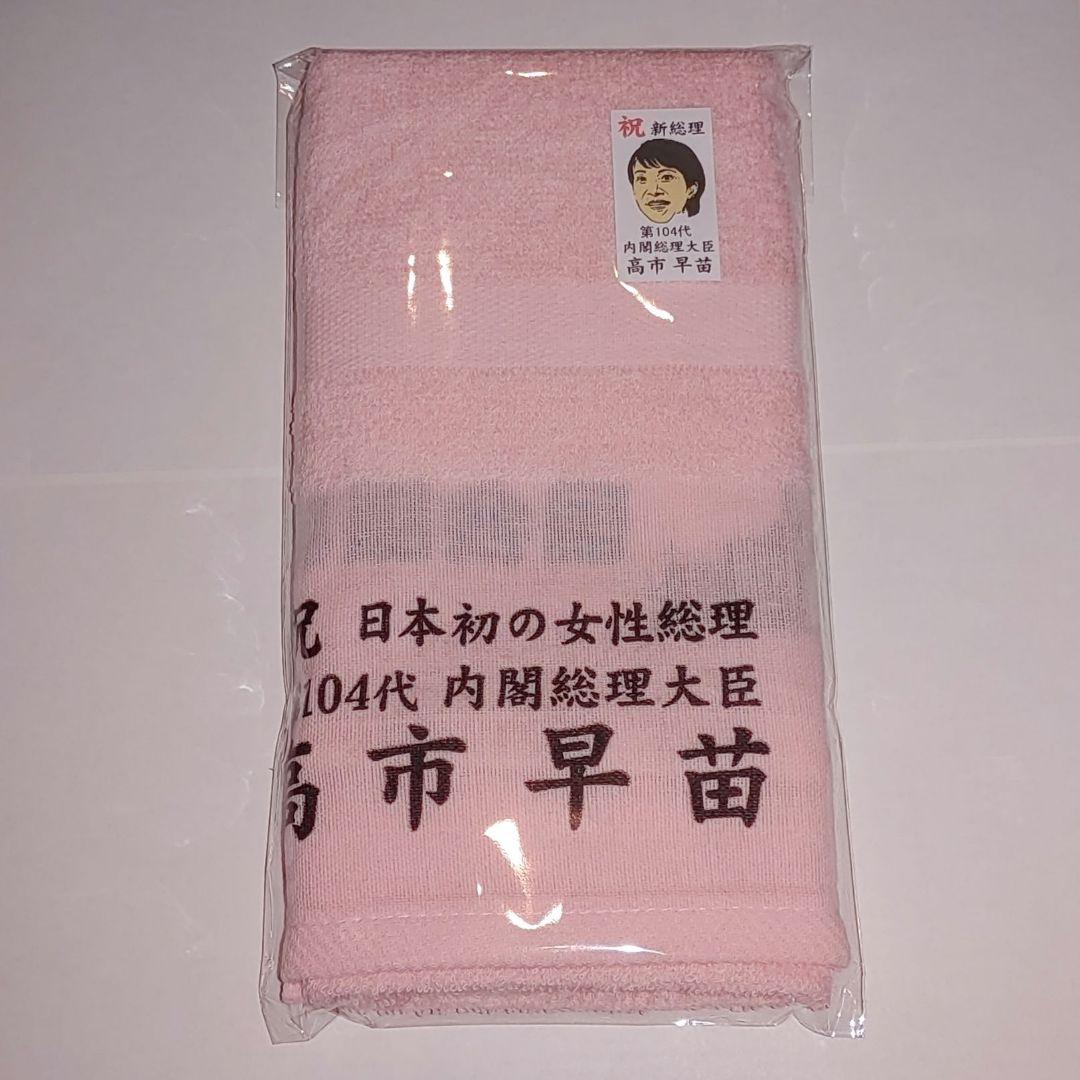 祝 新総理
第104代
内閣総理大臣
高市 早苗
祝 日本初の女性総理
104代 内閣総理大臣
高市早苗